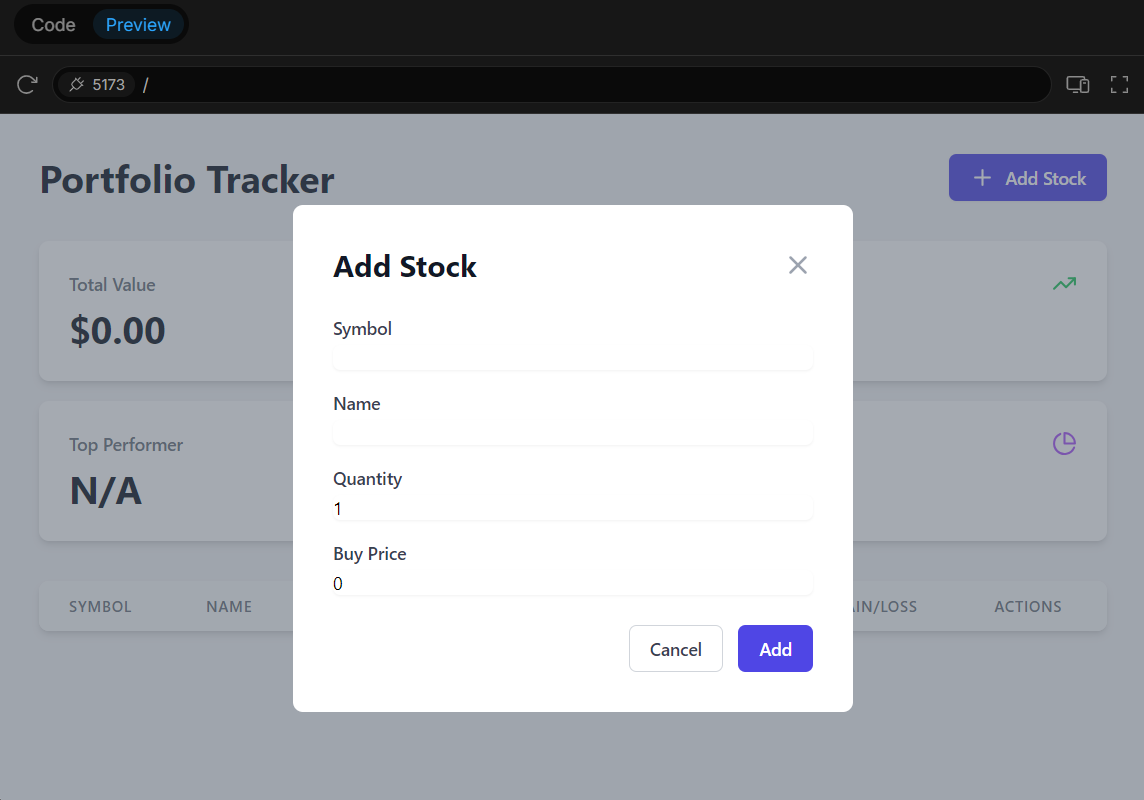 Code Preview
5173 /
Portfolio Tracker
Add Stock
Add Stock
Total Value
$0.00
Symbol
Name
Top Performer
N/A
Quantity
1
Buy Price
0
SYMBOL NAME AIN/LOSS ACTIONS
Cancel Add